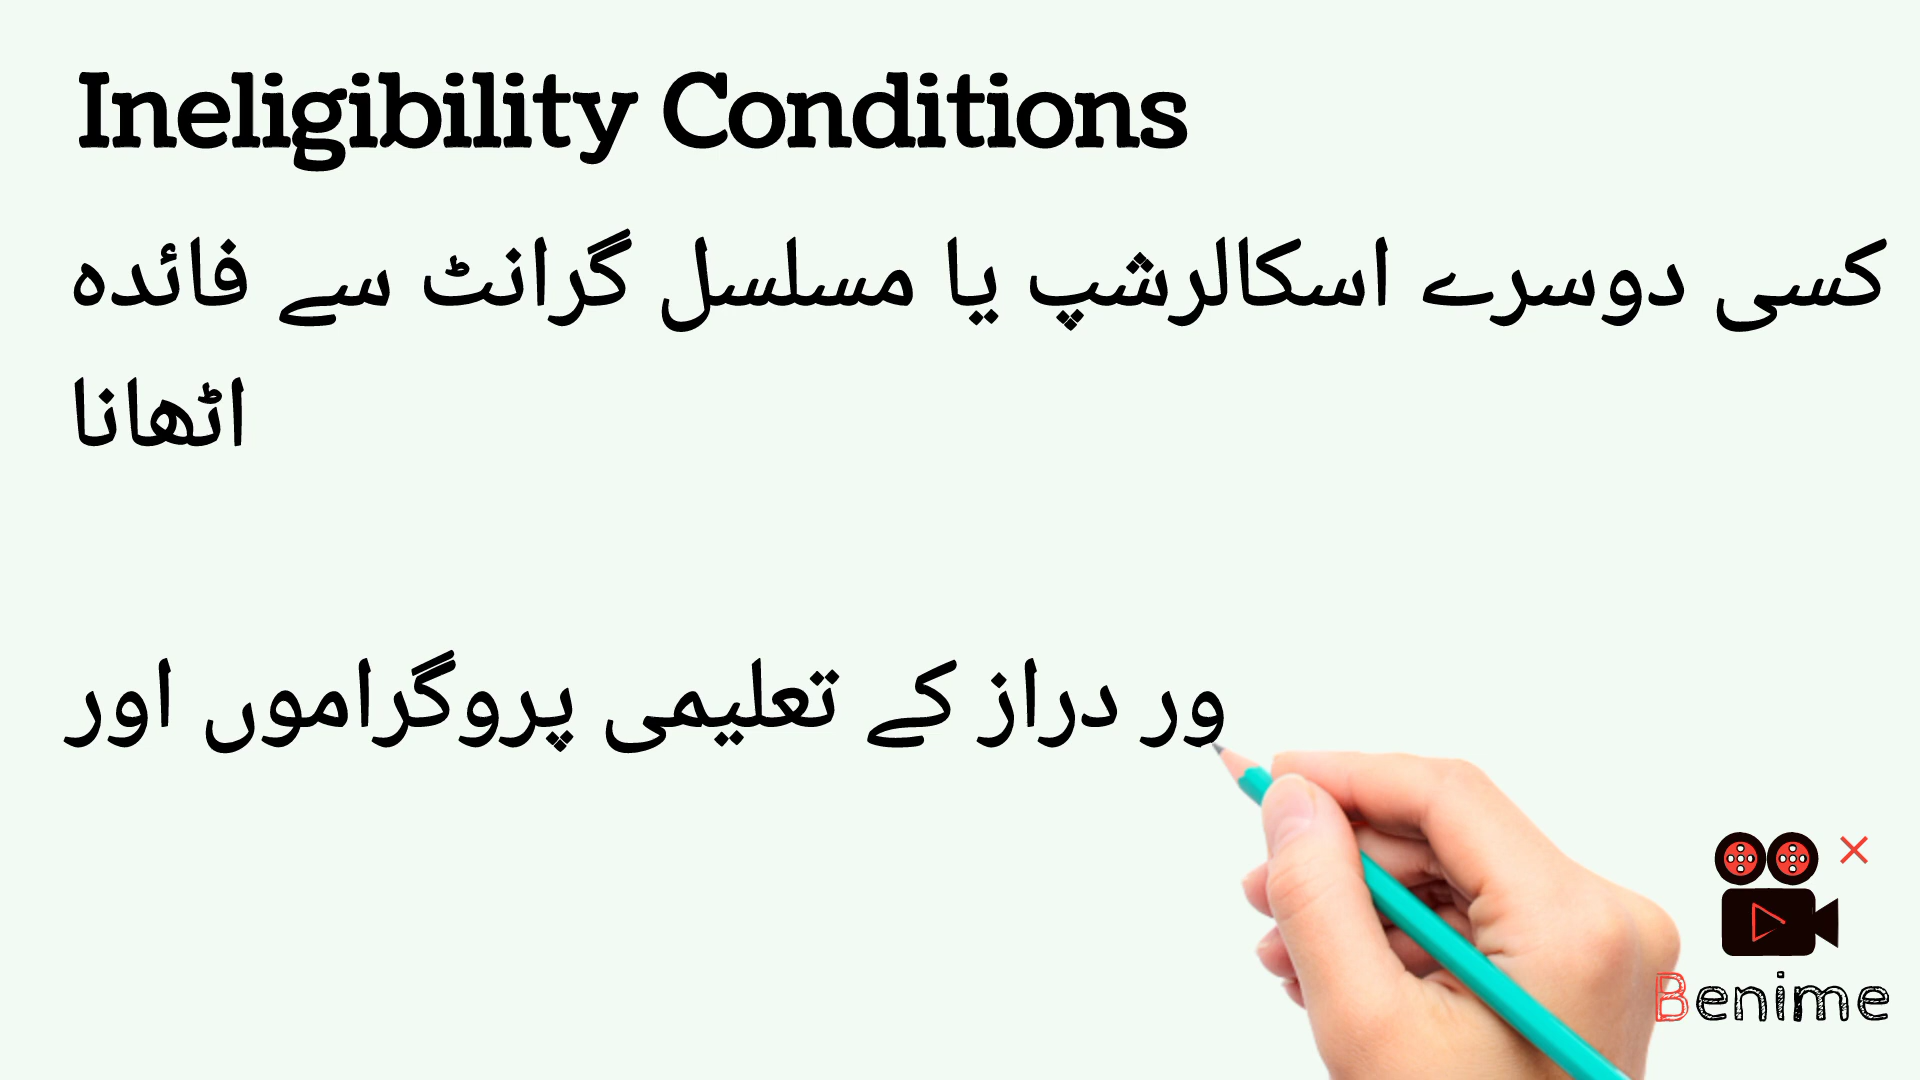 Ineligibility Conditions
کسی دوسرے اسکالرشپ یا مسلسل گرانٹ سے فائدہ
اٹھانا
ور دراز کے تعلیمی پروگراموں اور
Benime